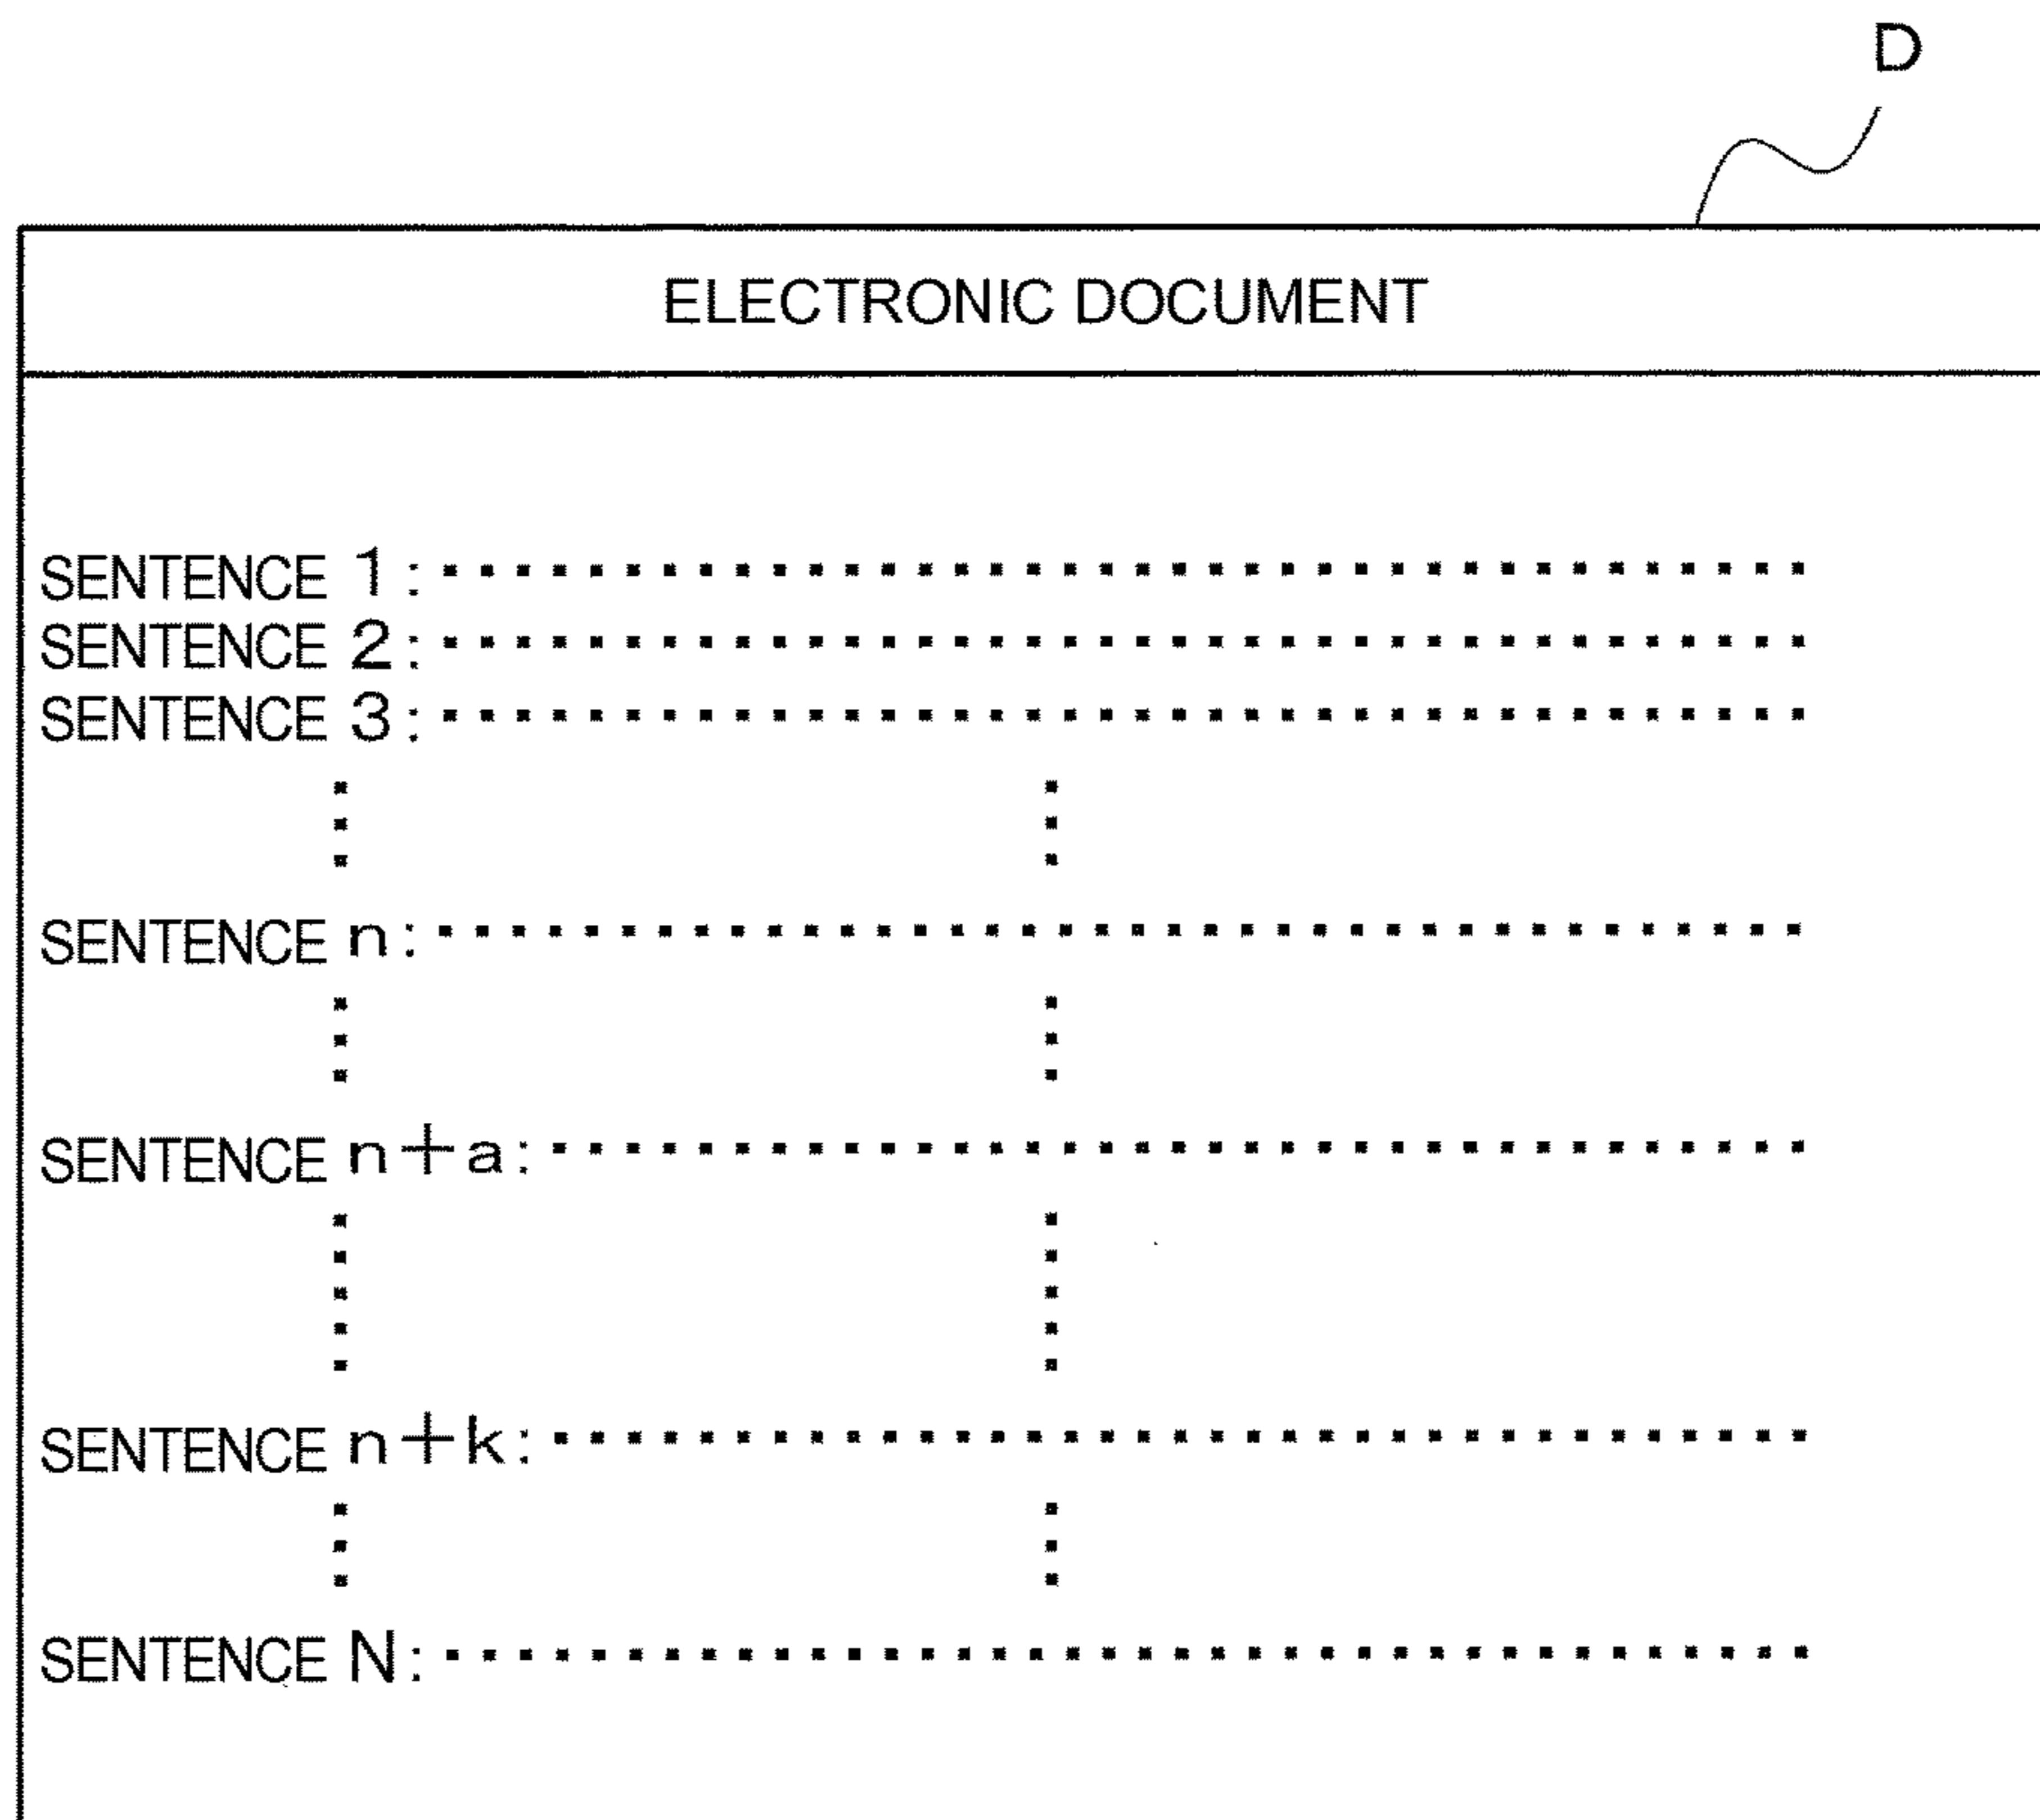 D
ELECTRONIC DOCUMENT
SENTENCE 1:・・・・・・・・・・・・・・・・・・・・・・・・・・・・・・・・・・・・・・
SENTENCE 2:・・・・・・・・・・・・・・・・・・・・・・・・・・・・・・・・・・・・・・
SENTENCE 3:・・・・・・・・・・・・・・・・・・・・・・・・・・・・・・・・・・・・・・
SENTENCE n:・・・・・・・・・・・・・・・・・・・・・・・・・・・・・・・・・・・・・・
SENTENCE n+a:・・・・・・・・・・・・・・・・・・・・・・・・・・・・・・・・・・・
SENTENCE n+k:・・・・・・・・・・・・・・・・・・・・・・・・・・・・・・・・・・・
SENTENCE N:・・・・・・・・・・・・・・・・・・・・・・・・・・・・・・・・・・・・・・